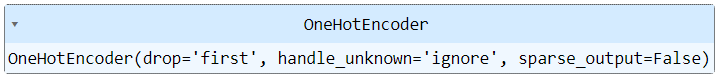 OneHotEncoder
OneHotEncoder(drop='first', handle_unknown='ignore', sparse_output=False)